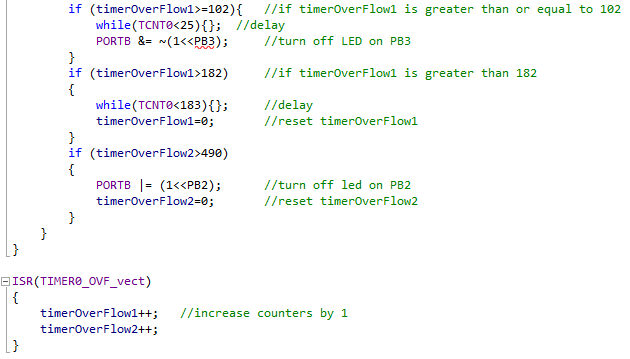 if (timerOverFlow1>=102){ //if timerOverFlow1 is greater than or equal to 102
while(TCNT0<25){}; //delay
PORTB &= ~(1<<PB3); //turn off LED on PB3
}
if (timerOverFlow1>182) //if timerOverFlow1 is greater than 182
{
while(TCNT0<183){}; //delay
timerOverFlow1=0; //reset timerOverFlow1
}
if (timerOverFlow2>490)
{
PORTB |= (1<<PB2); //turn off led on PB2
timerOverFlow2=0; //reset timerOverFlow2
}
}
}
ISR(TIMER0_OVF_vect)
{
timerOverFlow1++; //increase counters by 1
timerOverFlow2++;
}